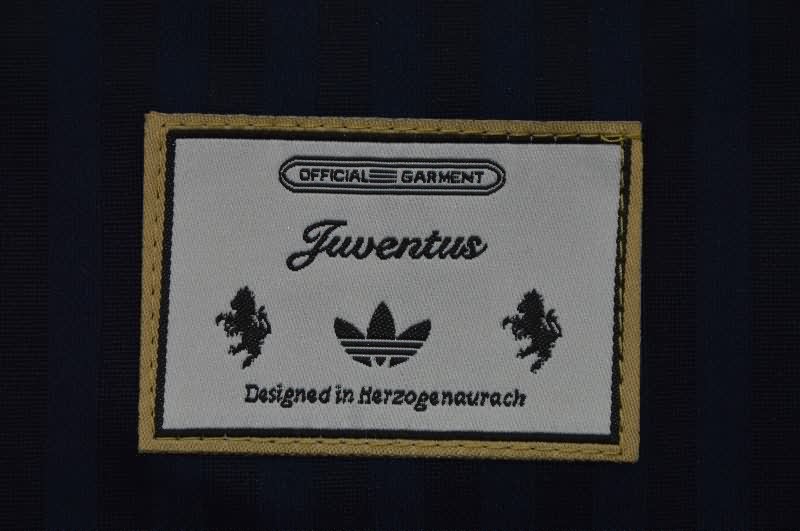 OFFICIAL GARMENT
Juventus
Designed in Herzogenaurach